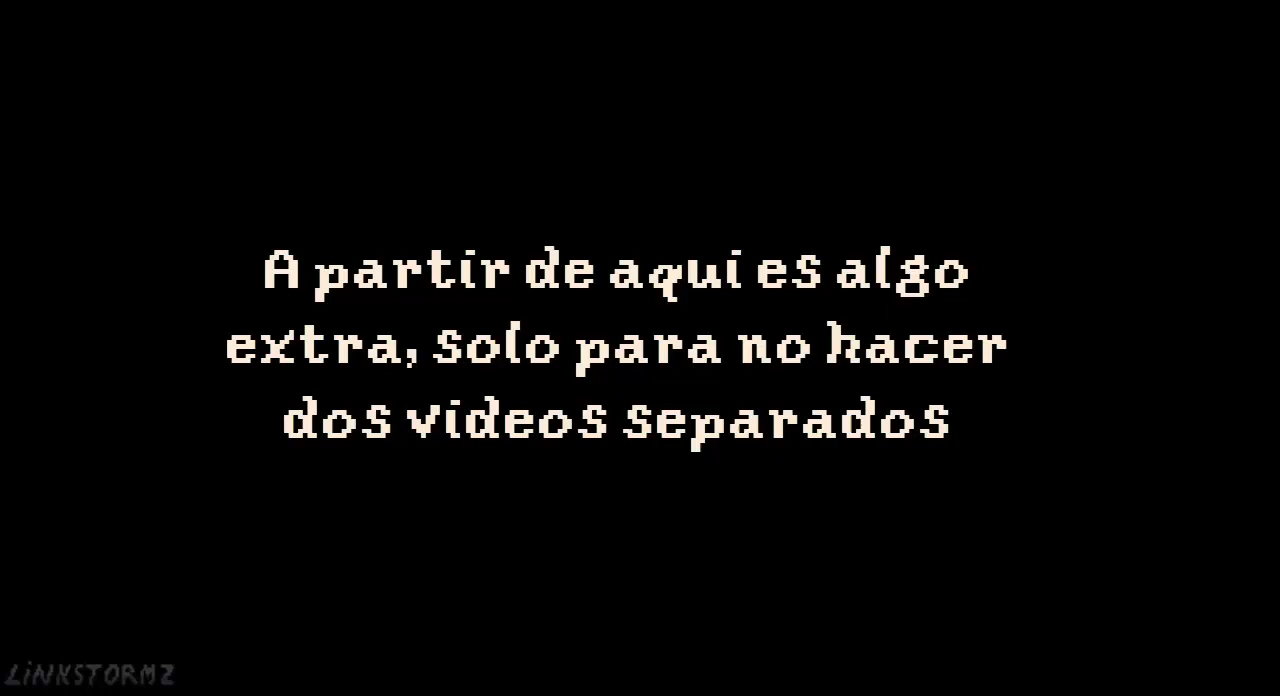 A partir de aqui es algo
extra, solo para no hacer
dos videos separados
LiNKSTORMZ